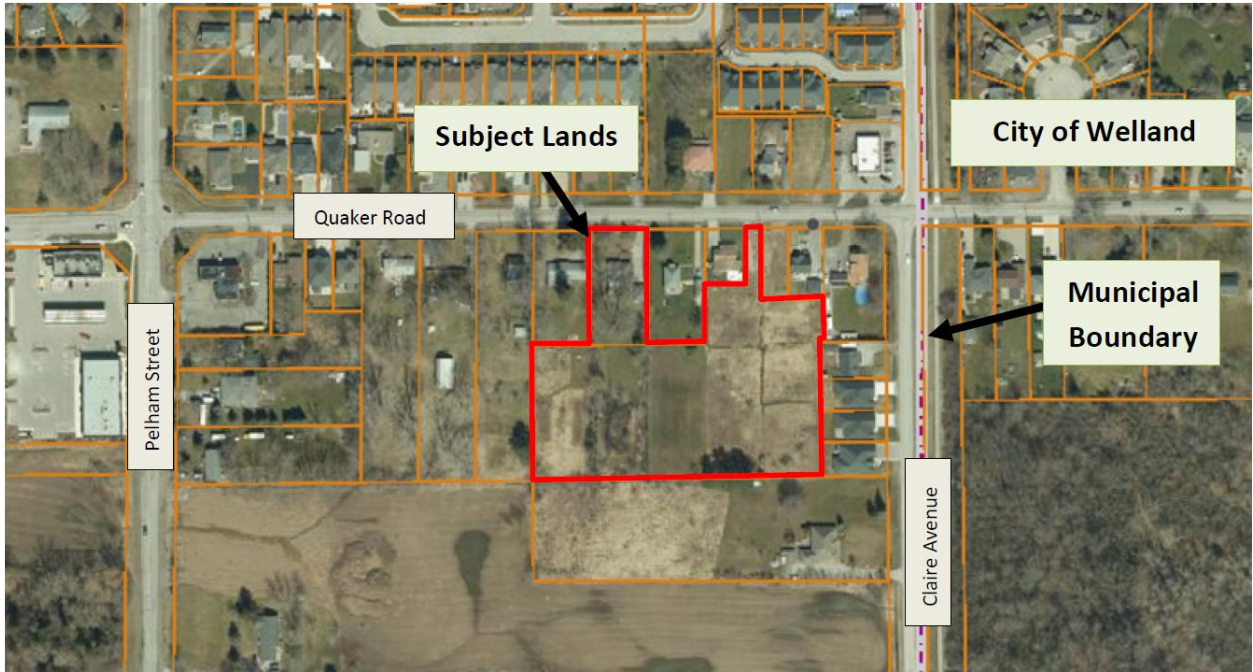 Subject Lands
City of Welland
Quaker Road
Municipal
Boundary
Pelham Street
Claire Avenue